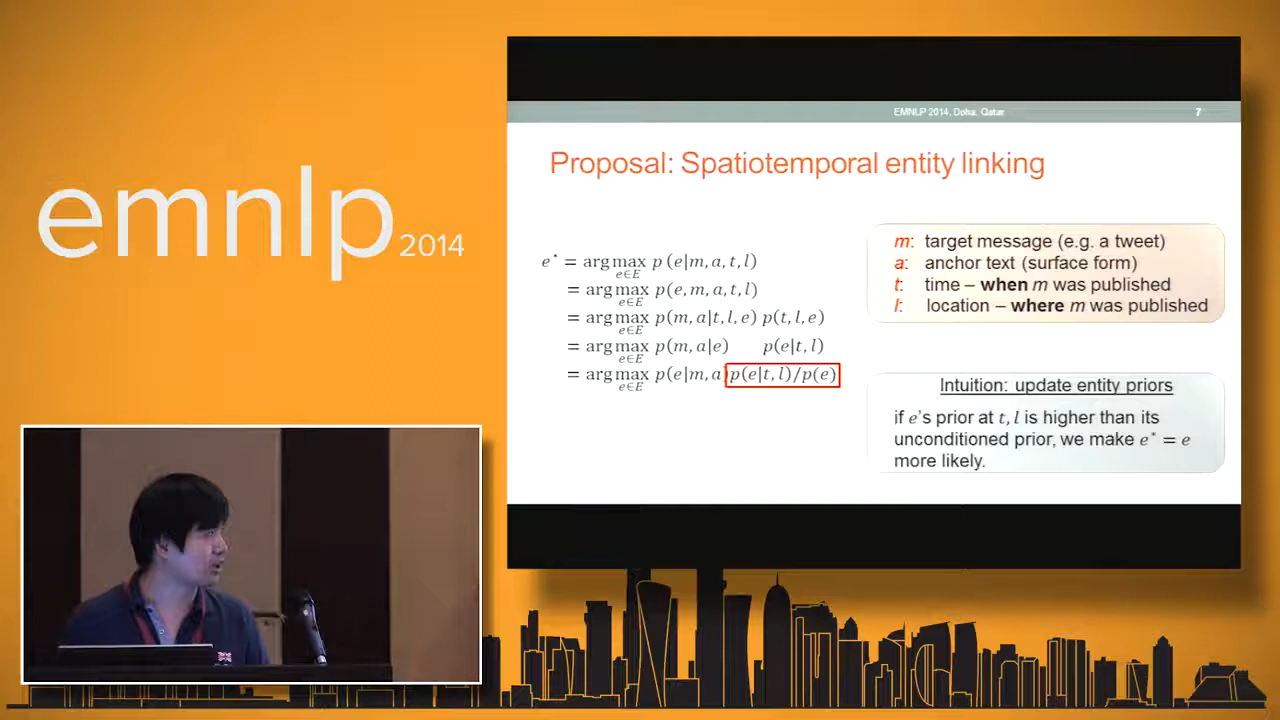 emnlp 2014
EMNLP 2014, Doha, Qatar 7
Proposal: Spatiotemporal entity linking
e* = arg max p (e|m, a, t, l)
e∈E
= arg max p(e, m, a, t, l)
e∈E
= arg max p(m, a|t, l, e) p(t, l, e)
e∈E
= arg max p(m, a|e) p(e|t, l)
e∈E
= arg max p(e|m, a) p(e|t, l)/p(e)
e∈E
m: target message (e.g. a tweet)
a: anchor text (surface form)
t: time – when m was published
l: location – where m was published
Intuition: update entity priors
if e's prior at t, l is higher than its
unconditioned prior, we make e* = e
more likely.